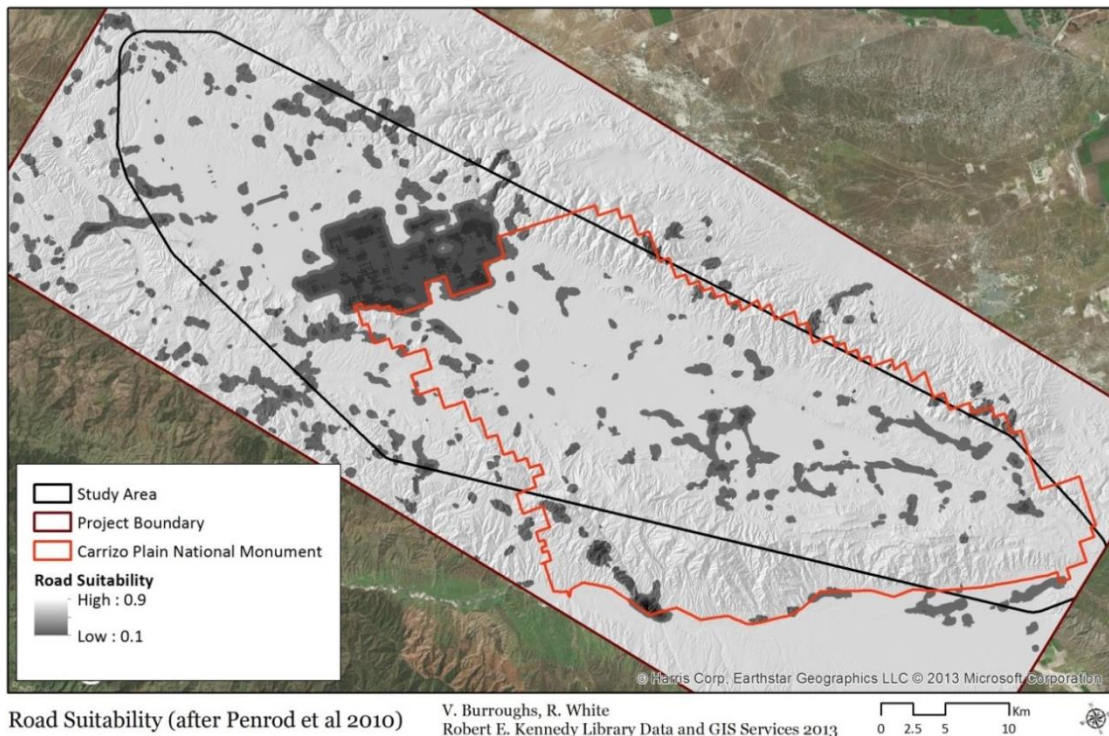 © Harris Corp, Earthstar Geographics LLC © 2013 Microsoft Corporation
Study Area
Project Boundary
Carrizo Plain National Monument
Road Suitability
High : 0.9
Low : 0.1
Road Suitability (after Penrod et al 2010)
V. Burroughs, R. White
Robert E. Kennedy Library Data and GIS Services 2013
Km
0 2.5 5 10